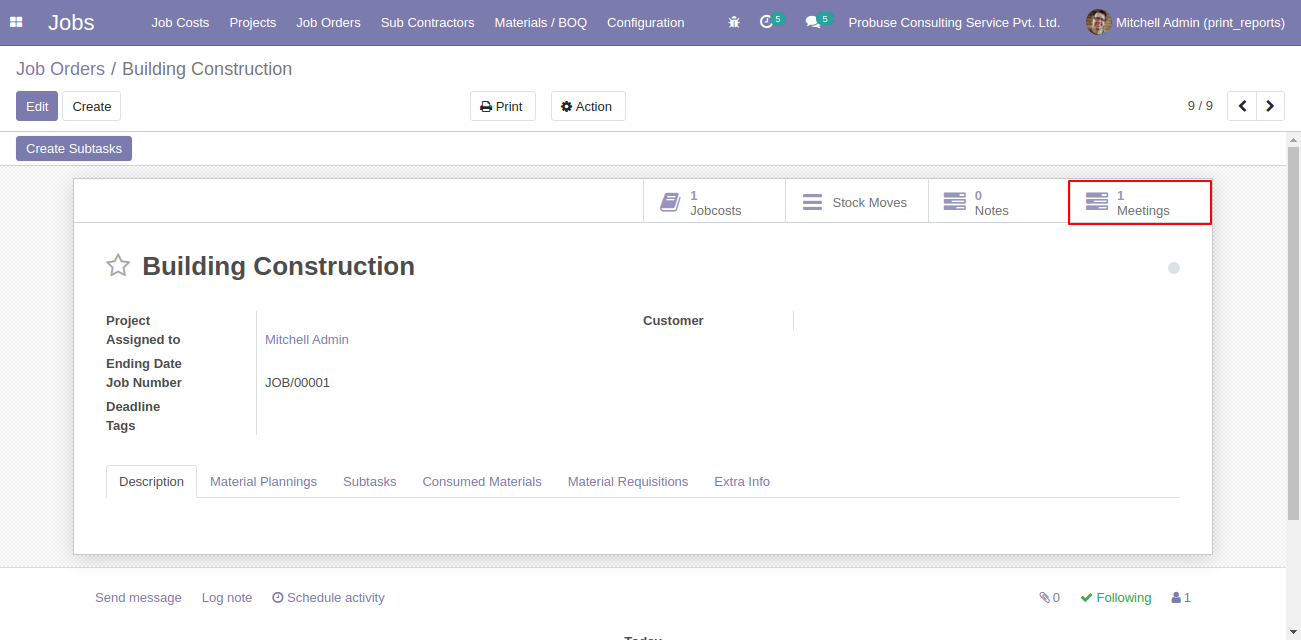 Jobs Job Costs Projects Job Orders Sub Contractors Materials / BOQ Configuration 5 5 Probuse Consulting Service Pvt. Ltd. Mitchell Admin (print_reports)
Job Orders / Building Construction
Edit Create Print Action 9 / 9
Create Subtasks
1 Jobcosts
Stock Moves
0 Notes
1 Meetings
Building Construction
Project
Customer
Assigned to Mitchell Admin
Ending Date
Job Number JOB/00001
Deadline
Tags
Description Material Plannings Subtasks Consumed Materials Material Requisitions Extra Info
Send message Log note Schedule activity 0 Following 1
Today